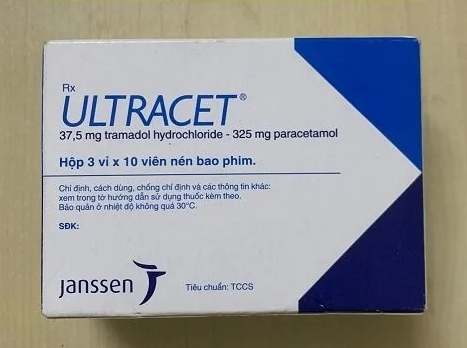 Rx
ULTRACET®
37,5 mg tramadol hydrochloride - 325 mg paracetamol
Hộp 3 vỉ x 10 viên nén bao phim.
Chỉ định, cách dùng, chống chỉ định và các thông tin khác:
xem trong tờ hướng dẫn sử dụng thuốc kèm theo.
Bảo quản ở nhiệt độ không quá 30°C.
SĐK:
janssen
Tiêu chuẩn: TCCS